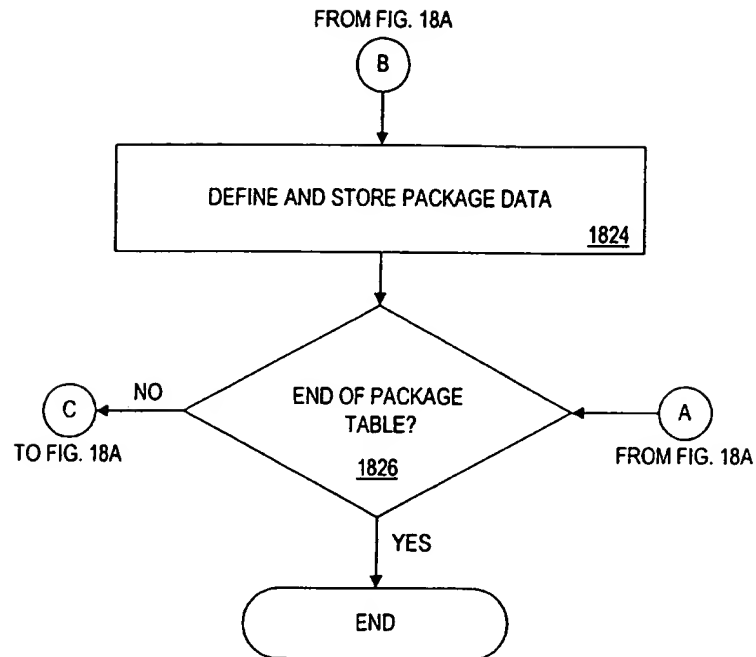 FROM FIG. 18A
B
DEFINE AND STORE PACKAGE DATA
1824
NO
C
TO FIG. 18A
END OF PACKAGE
TABLE?
1826
A
FROM FIG. 18A
YES
END